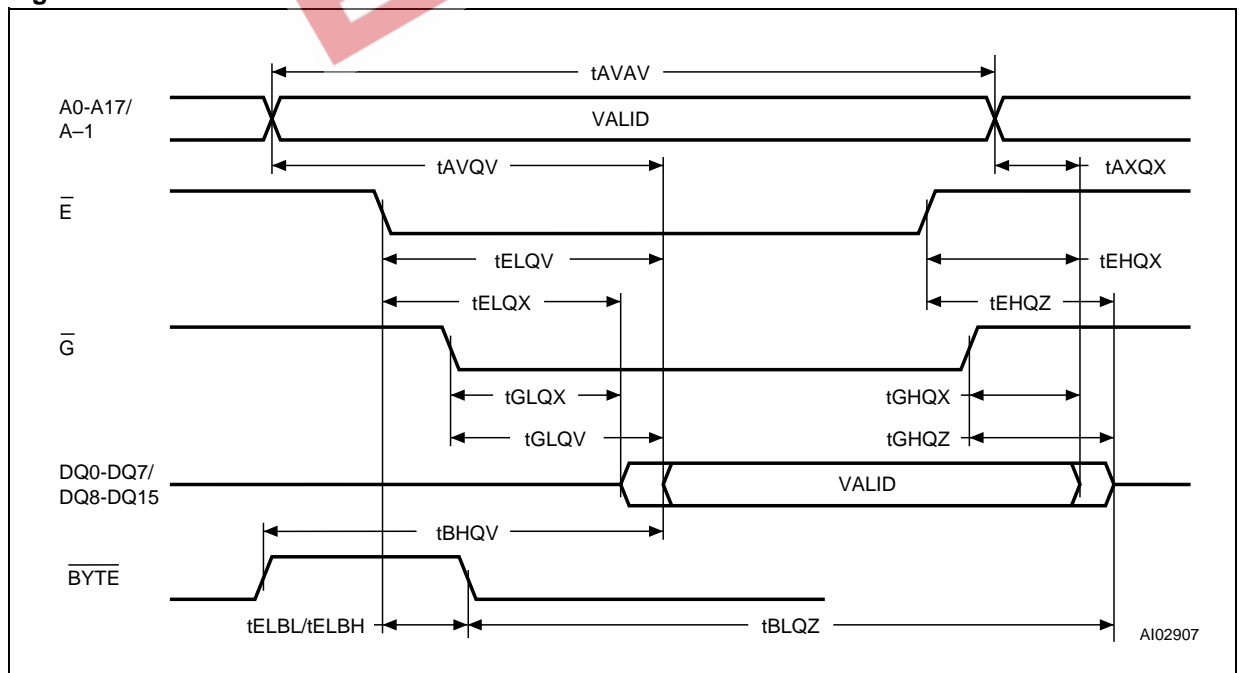 tAVAV
A0-A17/
A–1
VALID
tAVQV
tAXQX
E̅
tELQV
tEHQX
tELQX
tEHQZ
G̅
tGLQX
tGHQX
tGLQV
tGHQZ
DQ0-DQ7/
DQ8-DQ15
VALID
tBHQV
B̅Y̅T̅E̅
tELBL/tELBH
tBLQZ
AI02907